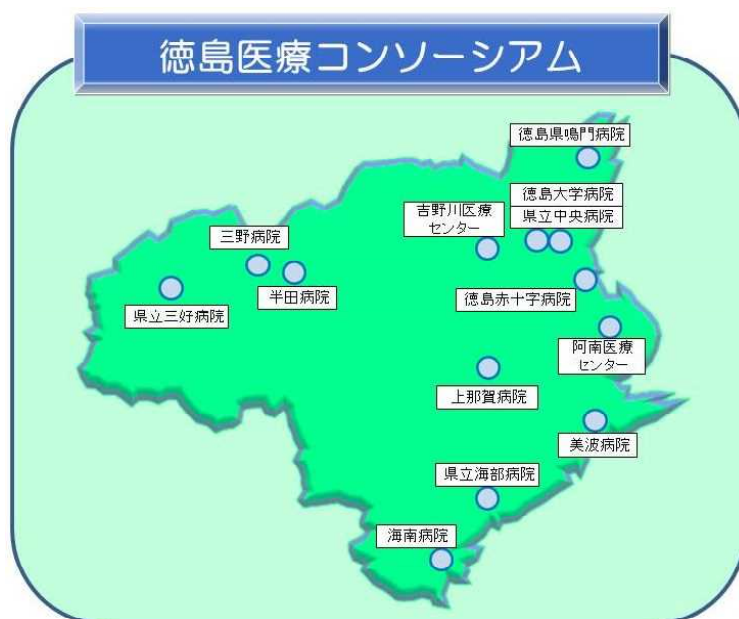 徳島医療コンソーシアム
徳島県鳴門病院
徳島大学病院
県立中央病院
吉野川医療
センター
三野病院
半田病院
県立三好病院
徳島赤十字病院
阿南医療
センター
上那賀病院
美波病院
県立海部病院
海南病院